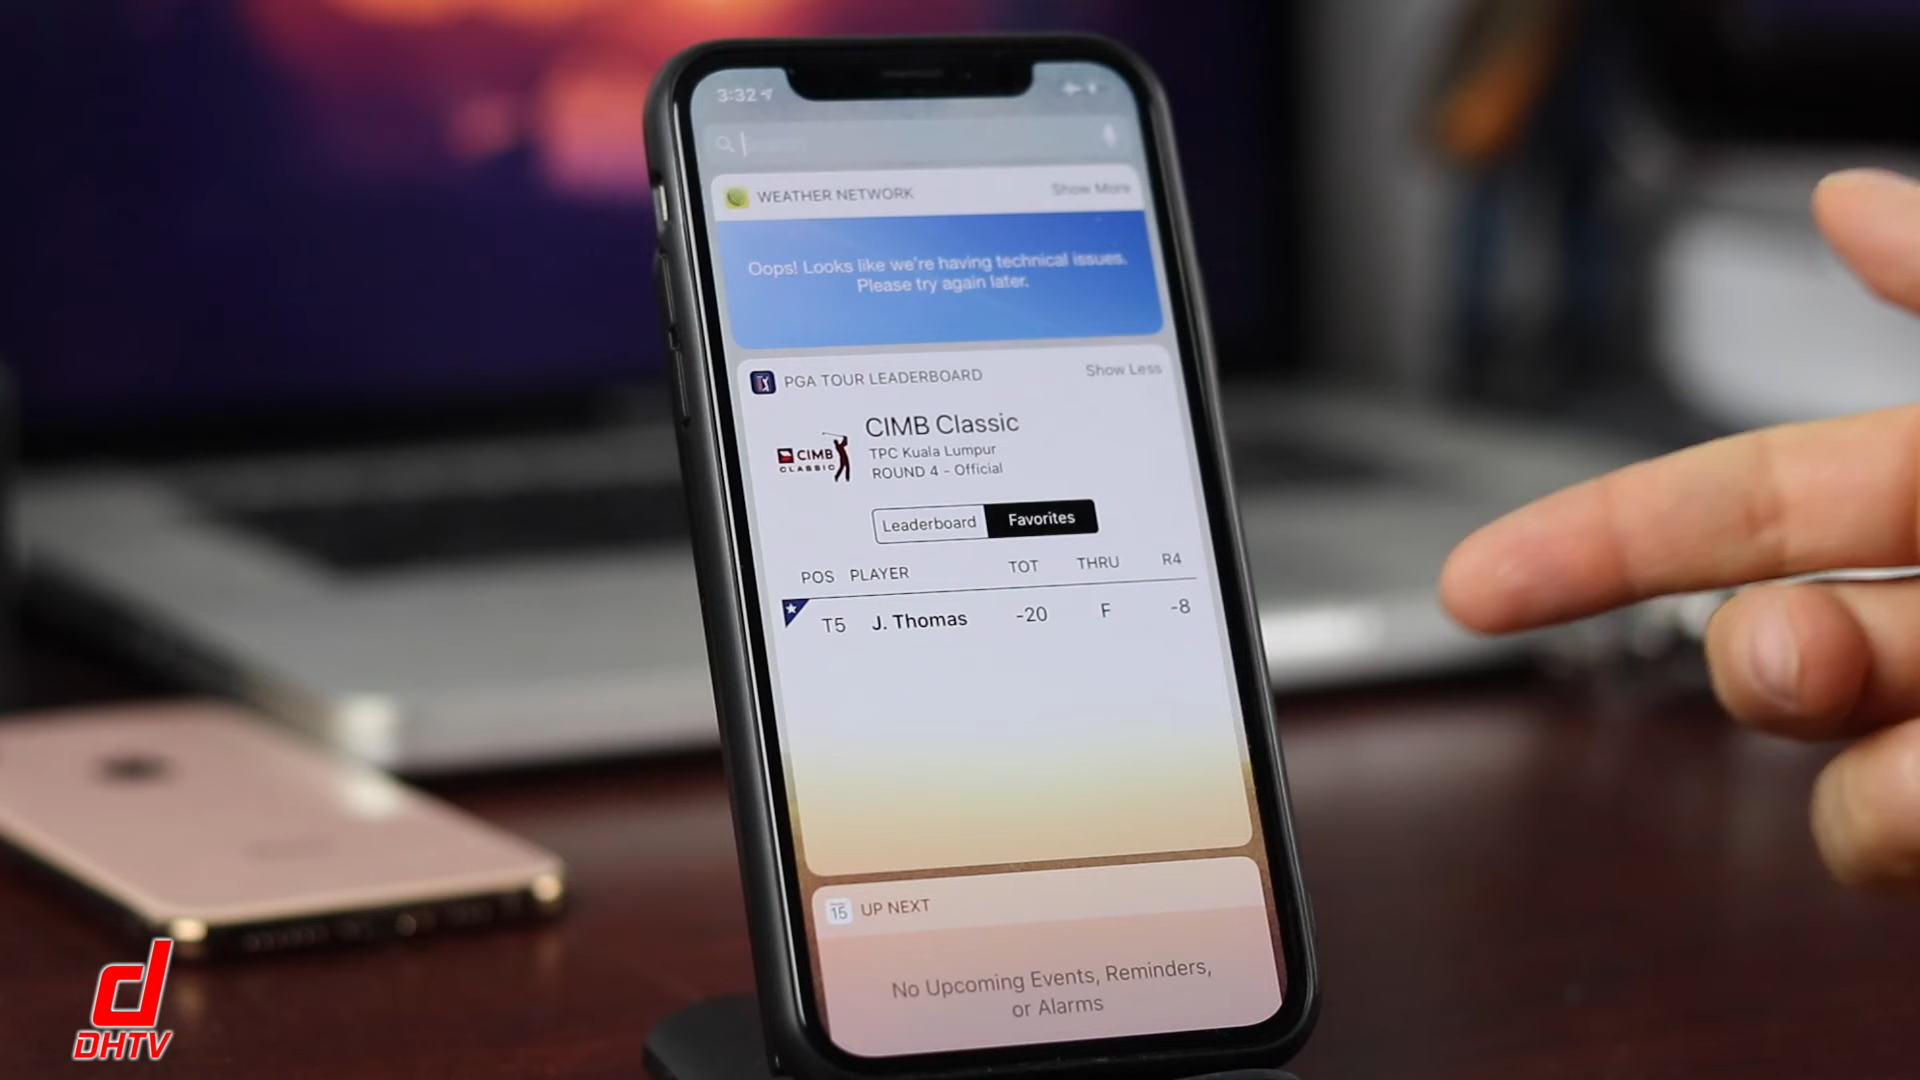 3:32
WEATHER NETWORK
Show More
Oops! Looks like we're having technical issues.
Please try again later.
PGA TOUR LEADERBOARD
Show Less
CIMB Classic
CIMB
CLASSIC
TPC Kuala Lumpur
ROUND 4 - Official
Leaderboard Favorites
POS PLAYER TOT THRU R4
T5 J. Thomas -20 F -8
15 UP NEXT
No Upcoming Events, Reminders,
or Alarms
d
DHTV